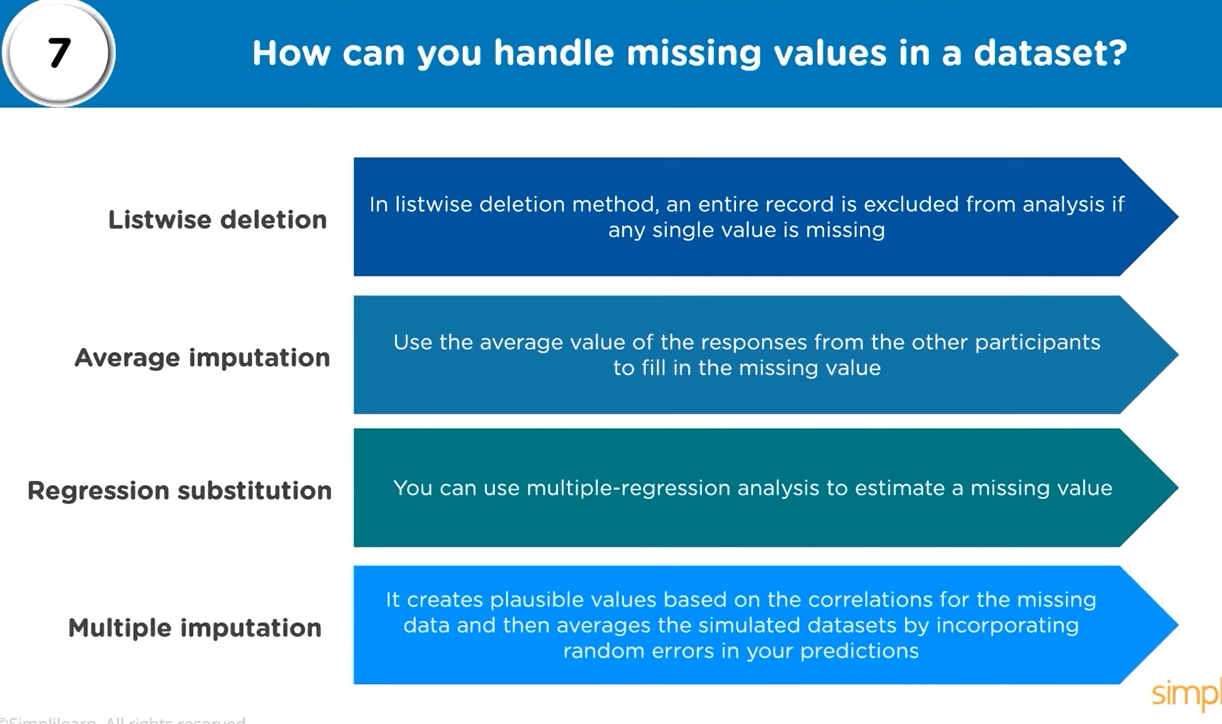 7
How can you handle missing values in a dataset?
Listwise deletion
In listwise deletion method, an entire record is excluded from analysis if
any single value is missing
Average imputation
Use the average value of the responses from the other participants
to fill in the missing value
Regression substitution
You can use multiple-regression analysis to estimate a missing value
Multiple imputation
It creates plausible values based on the correlations for the missing
data and then averages the simulated datasets by incorporating
random errors in your predictions
simpl
©Simplilearn. All rights reserved